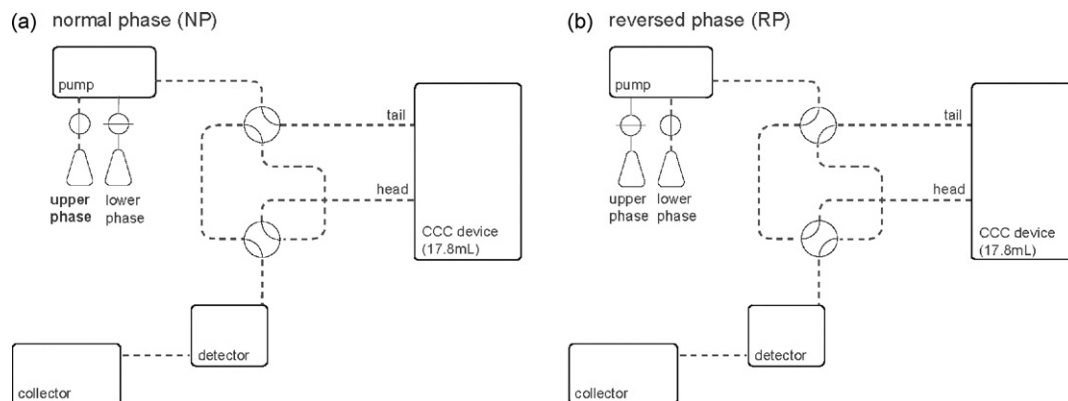 (a) normal phase (NP)
pump
tail
upper phase
lower phase
head
CCC device
(17.8mL)
detector
collector
(b) reversed phase (RP)
pump
tail
upper phase
lower phase
head
CCC device
(17.8mL)
detector
collector